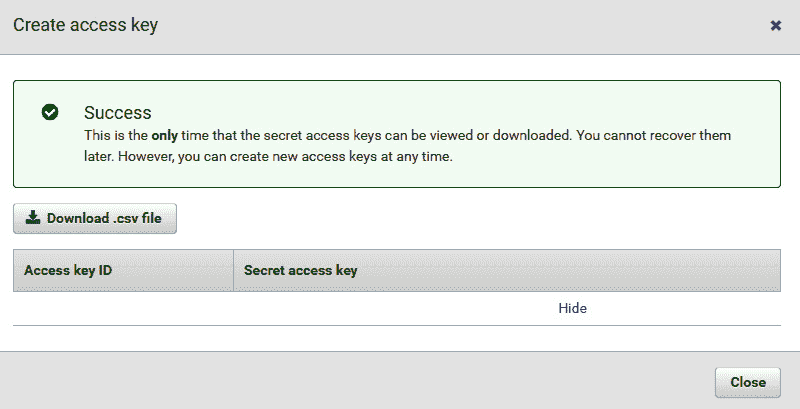 Create access key
Success
This is the only time that the secret access keys can be viewed or downloaded. You cannot recover them
later. However, you can create new access keys at any time.
Download .csv file
Access key ID Secret access key
Hide
Close